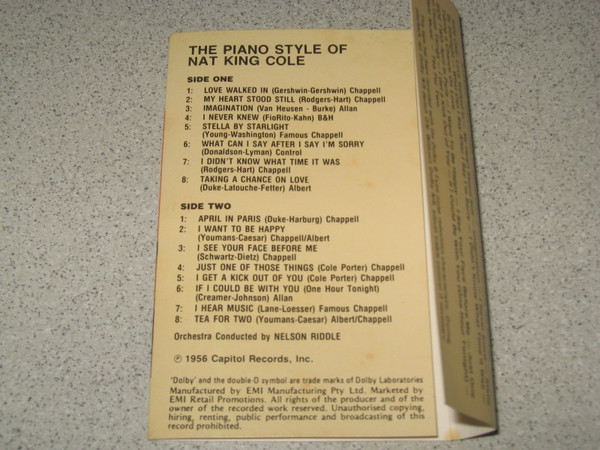 THE PIANO STYLE OF
NAT KING COLE
SIDE ONE
1: LOVE WALKED IN (Gershwin-Gershwin) Chappell
2: MY HEART STOOD STILL (Rodgers-Hart) Chappell
3: IMAGINATION (Van Heusen - Burke) Allan
4: I NEVER KNEW (FioRito-Kahn) B&H
5: STELLA BY STARLIGHT
(Young-Washington) Famous Chappell
6: WHAT CAN I SAY AFTER I SAY I'M SORRY
(Donaldson-Lyman) Control
7: I DIDN'T KNOW WHAT TIME IT WAS
(Rodgers-Hart) Chappell
8: TAKING A CHANCE ON LOVE
(Duke-Latouche-Fetter) Albert
SIDE TWO
1: APRIL IN PARIS (Duke-Harburg) Chappell
2: I WANT TO BE HAPPY
(Youmans-Caesar) Chappell/Albert
3: I SEE YOUR FACE BEFORE ME
(Schwartz-Dietz) Chappell
4: JUST ONE OF THOSE THINGS (Cole Porter) Chappell
5: I GET A KICK OUT OF YOU (Cole Porter) Chappell
6: IF I COULD BE WITH YOU (One Hour Tonight)
(Creamer-Johnson) Allan
7: I HEAR MUSIC (Lane-Loesser) Famous Chappell
8: TEA FOR TWO (Youmans-Caesar) Albert/Chappell
Orchestra Conducted by NELSON RIDDLE
℗ 1956 Capitol Records, Inc.
'Dolby' and the double-D symbol are trade marks of Dolby Laboratories
Manufactured by EMI Manufacturing Pty Ltd. Marketed by
EMI Retail Promotions. All rights of the producer and of the
owner of the recorded work reserved. Unauthorised copying,
hiring, renting, public performance and broadcasting of this
record prohibited.